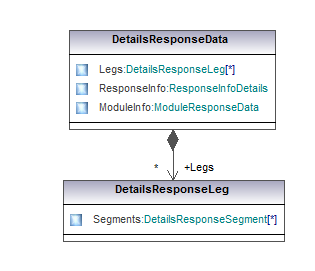 DetailsResponseData
Legs:DetailsResponseLeg[*]
ResponseInfo:ResponseInfoDetails
ModuleInfo:ModuleResponseData
* +Legs
DetailsResponseLeg
Segments:DetailsResponseSegment[*]